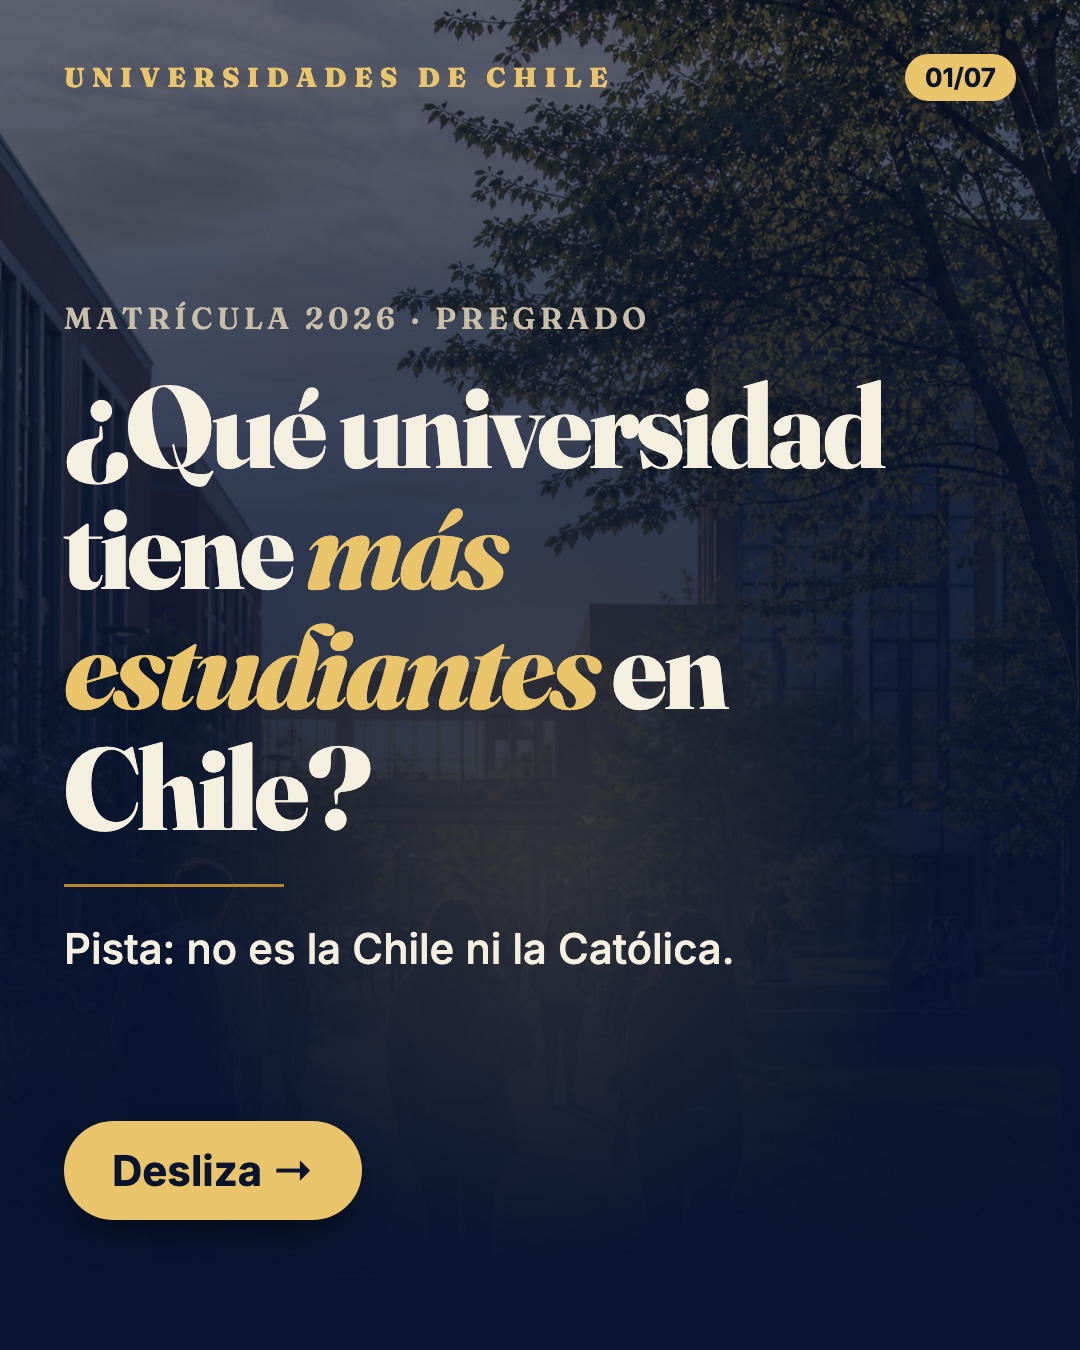 UNIVERSIDADES DE CHILE
01/07
MATRÍCULA 2026 · PREGRADO
¿Qué universidad
tiene más
estudiantes en
Chile?
Pista: no es la Chile ni la Católica.
Desliza →